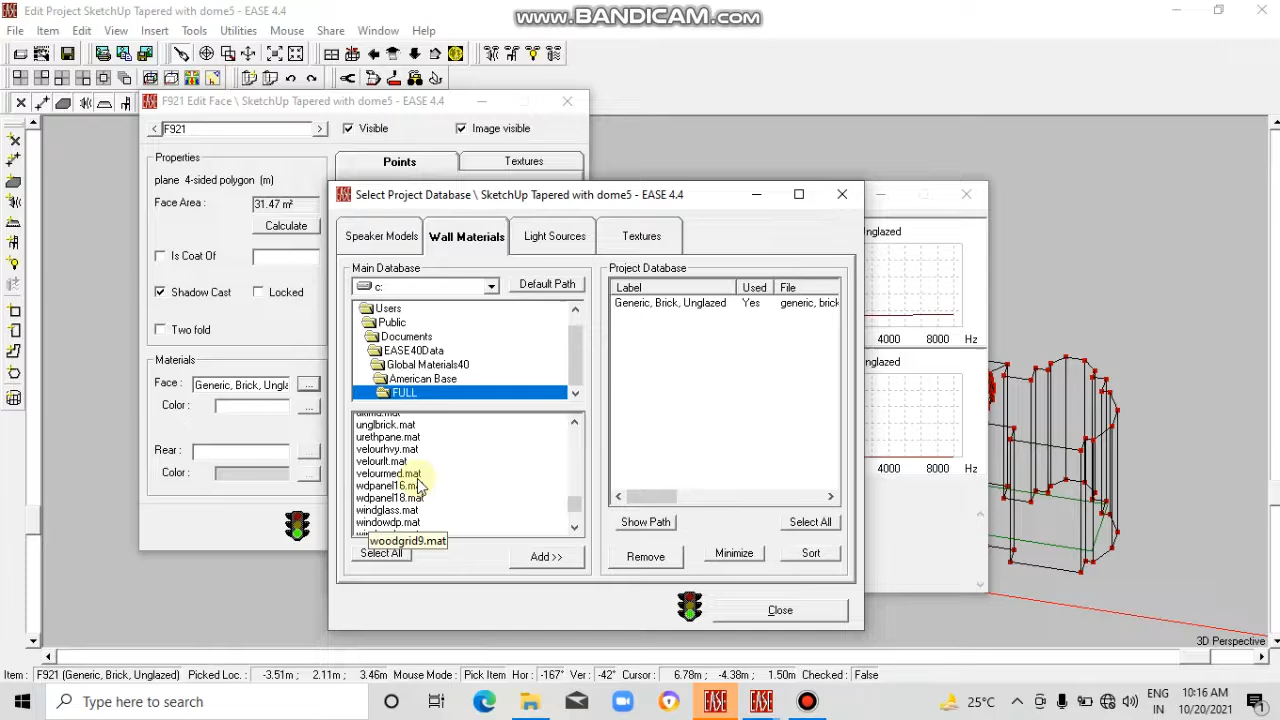 Edit Project SketchUp Tapered with dome5 - EASE 4.4
www.BANDICAM.com
File Item Edit View Insert Tools Utilities Mouse Share Window Help
F921 Edit Face \ SketchUp Tapered with dome5 - EASE 4.4
< F921 >
Visible
Image visible
Properties
plane 4-sided polygon (m)
Face Area :
31.47 m²
Calculate
Is Coat Of
Shadow Cast
Locked
Two fold
Materials
Face :
Generic, Brick, Ungla
...
Color :
...
Rear :
...
Color :
...
Points
Textures
Select Project Database \ SketchUp Tapered with dome5 - EASE 4.4
Speaker Models
Wall Materials
Light Sources
Textures
Main Database
c:
Default Path
Users
Public
Documents
EASE40Data
Global Materials40
American Base
FULL
unglbrick.mat
urethpane.mat
velourhvy.mat
velourlt.mat
velourmed.mat
wdpanel16.mat
wdpanel18.mat
windglass.mat
windowdp.mat
woodgrid9.mat
Select All
Add >>
Project Database
Label Used File
Generic, Brick, Unglazed Yes generic, brick
Show Path
Select All
Remove
Minimize
Sort
Close
nglazed
4000 8000 Hz
nglazed
4000 8000 Hz
3D Perspective
Item : F921 (Generic, Brick, Unglazed) Picked Loc. : -3.51m 2.11m 3.46m Mouse Mode : Pick Item Hor : -167° Ver : -42° Cursor : 6.78m -4.38m 1.50m Checked : False
Type here to search
EASE
EASE
25°C
ENG
IN
10:16 AM
10/20/2021
1